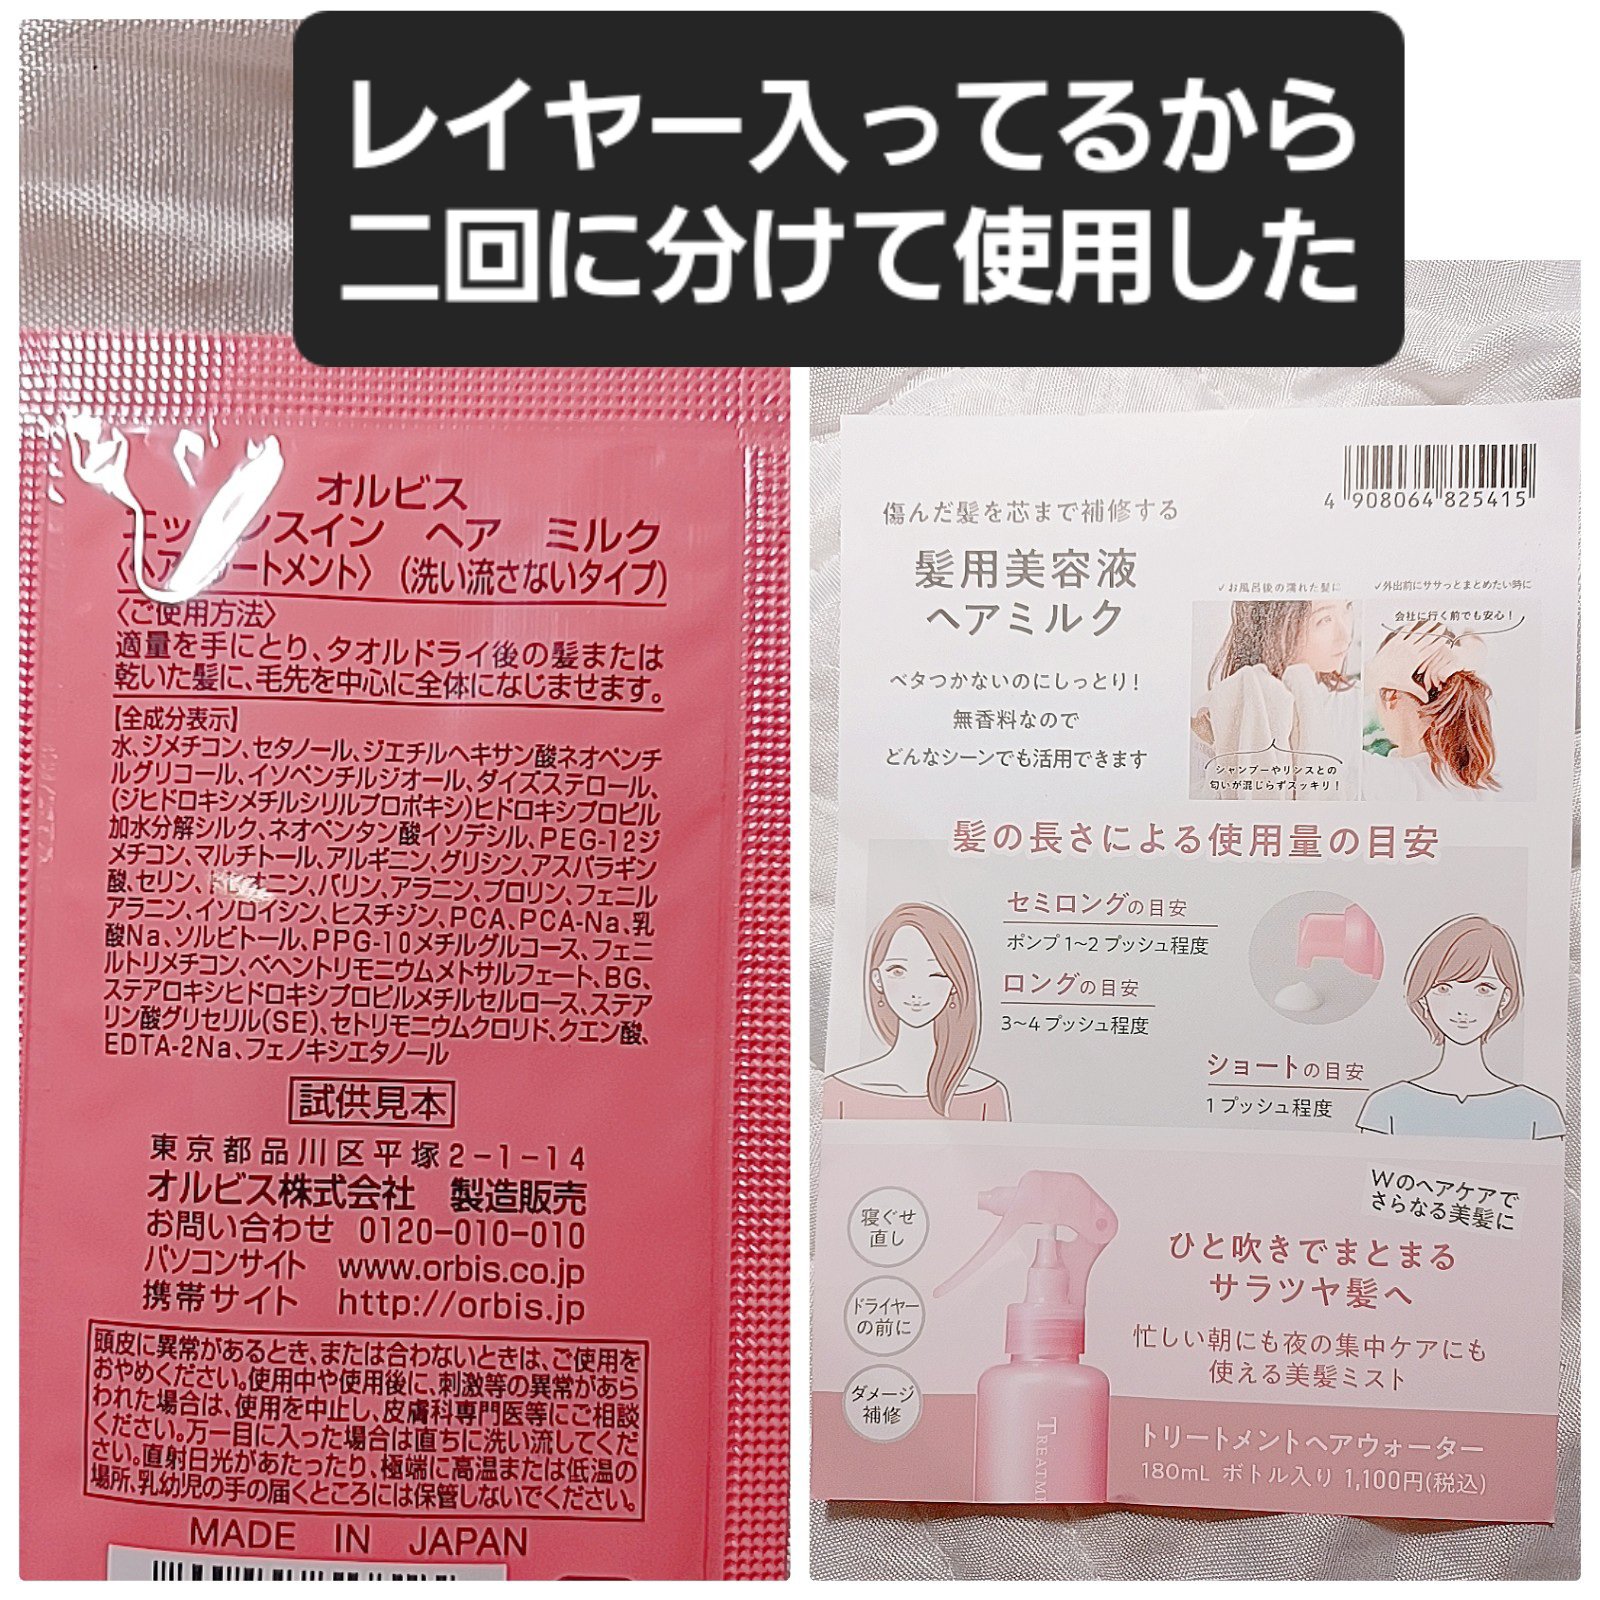 レイヤー入ってるから
二回に分けて使用した
オルビス
ンスイン ヘア ミルク
ートメント〉(洗い流さないタイプ)
〈ご使用方法〉
適量を手にとり、タオルドライ後の髪または
乾いた髪に、毛先を中心に全体になじませます。
【全成分表示】
水、ジメチコン、セタノール、ジエチルヘキサン酸ネオペンチ
ルグリコール、イソペンチルジオール、ダイズステロール、
(ジヒドロキシメチルシリルプロポキシ)ヒドロキシプロピル
加水分解シルク、ネオペンタン酸イソデシル、PEG-12ジ
メチコン、マルチトール、アルギニン、グリシン、アスパラギン
酸、セリン、オニン、バリン、アラニン、プロリン、フェニル
アラニン、イソロイシン、ヒスチジン、PCA、PCA-Na、乳
酸Na、ソルビトール、PPG-10メチルグルコース、フェニ
ルトリメチコン、ベヘントリモニウムメトサルフェート、BG、
ステアロキシヒドロキシプロピルメチルセルロース、ステア
リン酸グリセリル(SE)、セトリモニウムクロリド、クエン酸、
EDTA-2Na、フェノキシエタノール
試供見本
東京都品川区平塚2-1-14
オルビス株式会社 製造販売
お問い合わせ 0120-010-010
パソコンサイト www.orbis.co.jp
携帯サイト http://orbis.jp
頭皮に異常があるとき、または合わないときは、ご使用を
おやめください。使用中や使用後に、刺激等の異常があら
われた場合は、使用を中止し、皮膚科専門医等にご相談
ください。万一目に入った場合は直ちに洗い流してくだ
さい。直射日光があたったり、極端に高温または低温の
場所、乳幼児の手の届くところには保管しないでください。
MADE IN JAPAN
4 908064 825415
傷んだ髪を芯まで補修する
髪用美容液
ヘアミルク
ベタつかないのにしっとり!
無香料なので
どんなシーンでも活用できます
✓お風呂後の濡れた髪に
✓外出前にササっとまとめたい時に
会社に行く前でも安心!
シャンプーやリンスとの
匂いが混じらずスッキリ!
髪の長さによる使用量の目安
セミロングの目安
ポンプ1~2プッシュ程度
ロングの目安
3~4プッシュ程度
ショートの目安
1プッシュ程度
Wのヘアケアで
さらなる美髪に
寝ぐせ
直し
ドライヤー
の前に
ダメージ
補修
ひと吹きでまとまる
サラツヤ髪へ
忙しい朝にも夜の集中ケアにも
使える美髪ミスト
TREATME
トリートメントヘアウォーター
180mL ボトル入り 1,100円(税込)